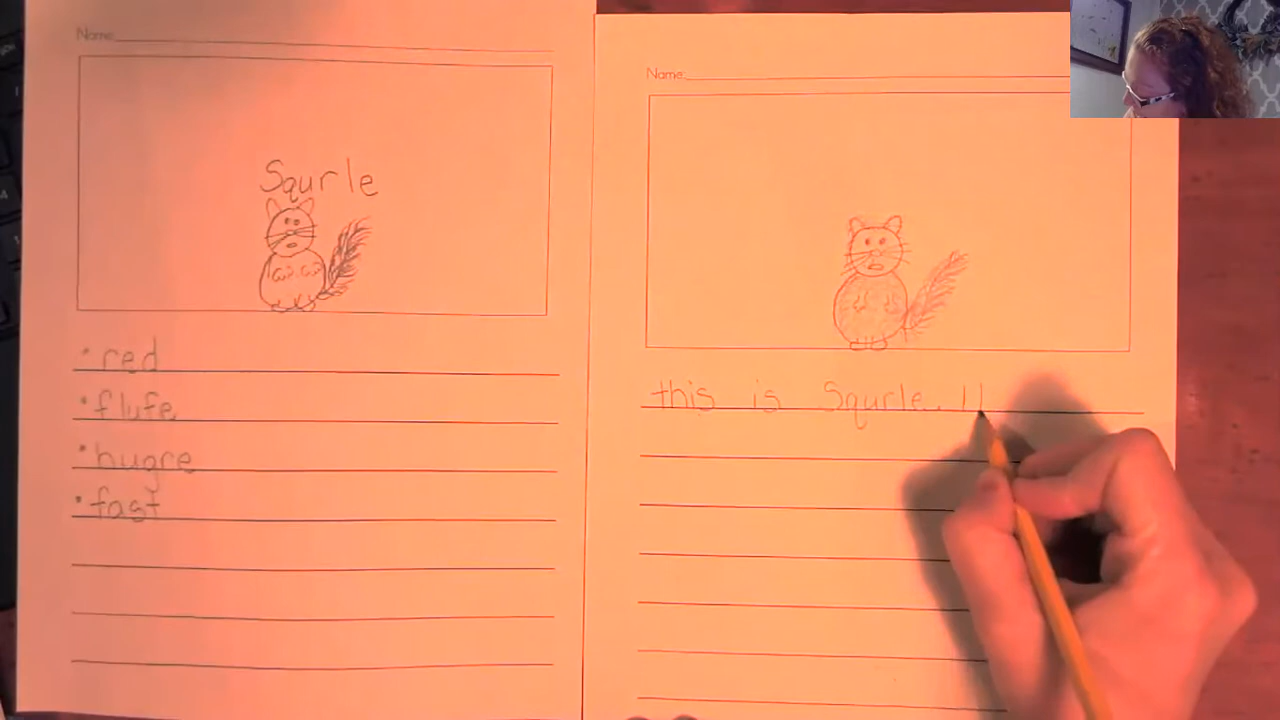 Name:
Squrle
• red
• flufe
• hugre
• fast
Name:
this is Squrle.